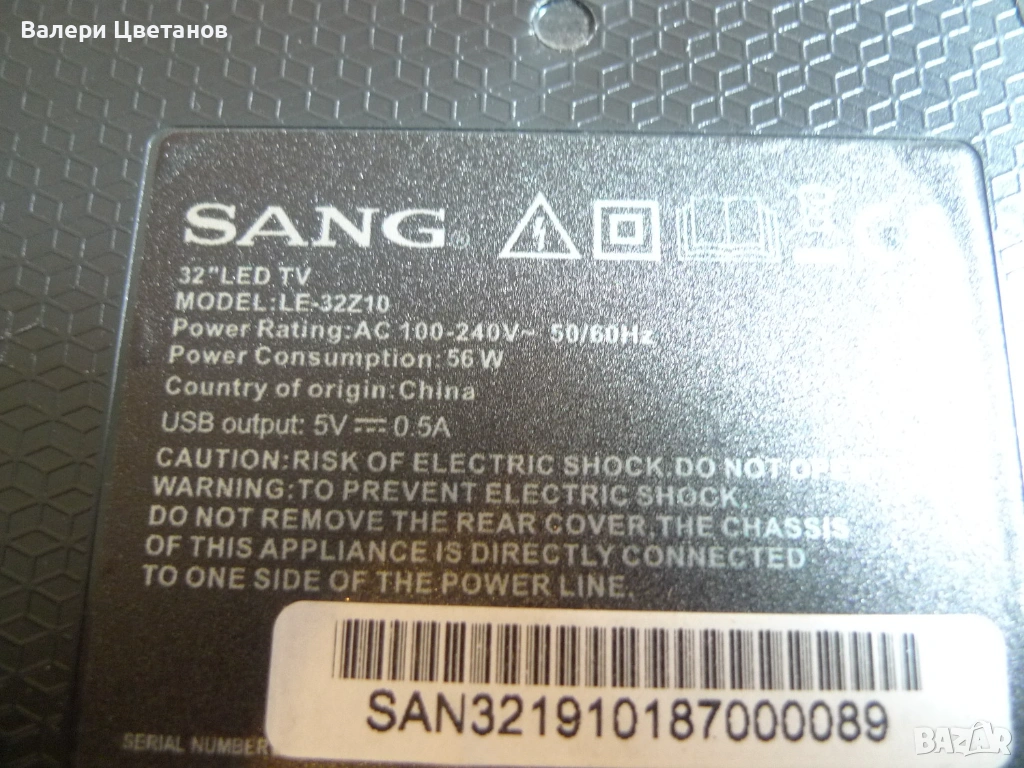 Валери Цветанов
SANG®
32"LED TV
MODEL:LE-32Z10
Power Rating:AC 100-240V~ 50/60Hz
Power Consumption: 56 W
Country of origin:China
USB output: 5V⎓0.5A
CAUTION:RISK OF ELECTRIC SHOCK.DO NOT
WARNING:TO PREVENT ELECTRIC SHOCK,
DO NOT REMOVE THE REAR COVER.THE CHASSIS
OF THIS APPLIANCE IS DIRECTLY CONNECTED
TO ONE SIDE OF THE POWER LINE.
SAN321910187000089
SERIAL NUMBER
BAZÁR